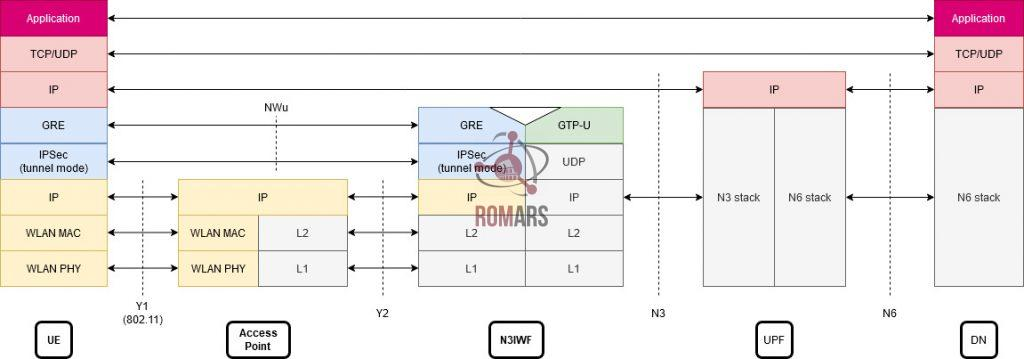 Application
Application
TCP/UDP
TCP/UDP
IP
IP
IP
NWu
GRE
GRE
GTP-U
IPSec
(tunnel mode)
IPSec
(tunnel mode)
UDP
IP
IP
IP
IP
N3 stack
N6 stack
N6 stack
ROMARS
WLAN MAC
WLAN MAC
L2
L2
L2
WLAN PHY
WLAN PHY
L1
L1
L1
Y1
(802.11)
Y2
N3
N6
UE
Access
Point
N3IWF
UPF
DN